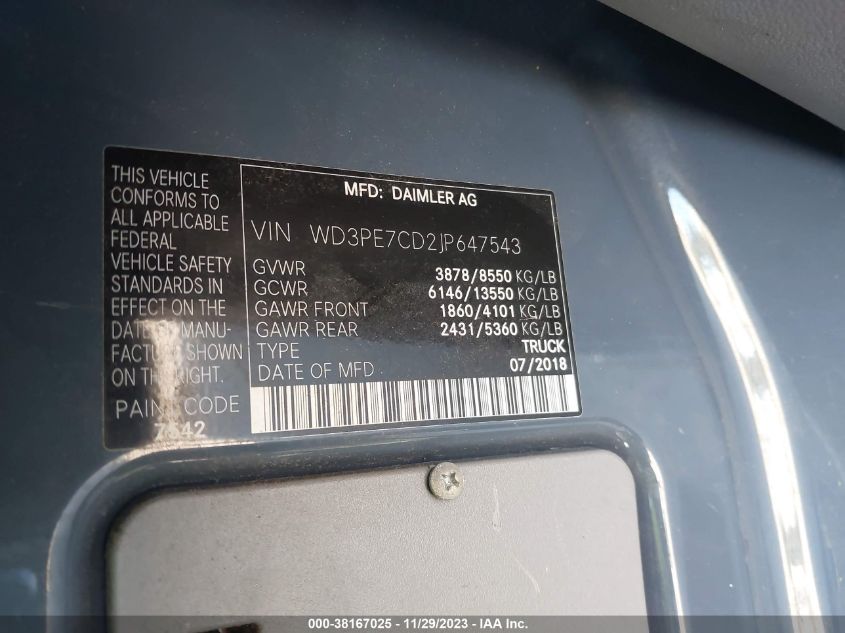 THIS VEHICLE
CONFORMS TO
ALL APPLICABLE
FEDERAL
VEHICLE SAFETY
STANDARDS IN
EFFECT ON THE
DATE MANU-
SHOWN
ON THE RIGHT.
PAINT CODE
MFD: DAIMLER AG
VIN WD3PE7CD2JP647543
GVWR 3878/8550 KG/LB
GCWR 6146/13550 KG/LB
GAWR FRONT 1860/4101 KG/LB
GAWR REAR 2431/5360 KG/LB
TYPE TRUCK
DATE OF MFD 07/2018
000-38167025 - 11/29/2023 - IAA Inc.